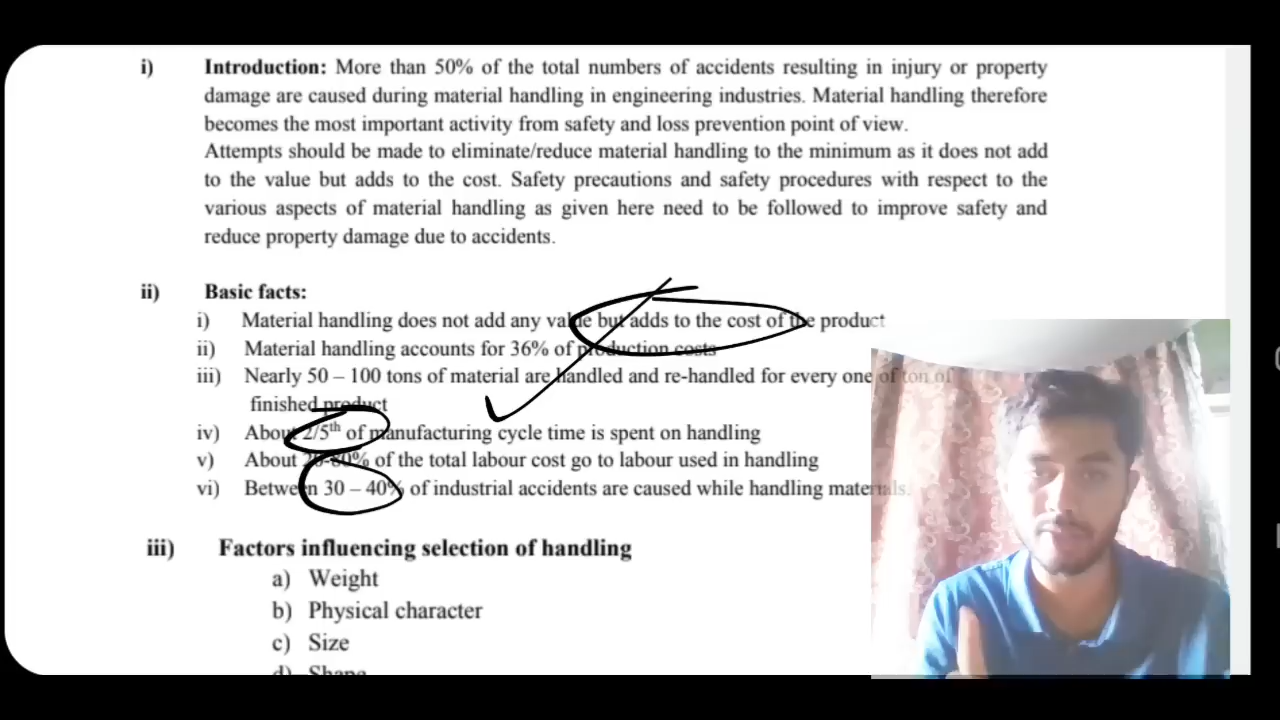 i) Introduction: More than 50% of the total numbers of accidents resulting in injury or property
damage are caused during material handling in engineering industries. Material handling therefore
becomes the most important activity from safety and loss prevention point of view.
Attempts should be made to eliminate/reduce material handling to the minimum as it does not add
to the value but adds to the cost. Safety precautions and safety procedures with respect to the
various aspects of material handling as given here need to be followed to improve safety and
reduce property damage due to accidents.
ii) Basic facts:
i) Material handling does not add any value but adds to the cost of the product
ii) Material handling accounts for 36% of production costs
iii) Nearly 50 – 100 tons of material are handled and re-handled for every one of ton of
finished product
iv) About 2/5th of manufacturing cycle time is spent on handling
v) About % of the total labour cost go to labour used in handling
vi) Between 30 – 40% of industrial accidents are caused while handling materials.
iii) Factors influencing selection of handling
a) Weight
b) Physical character
c) Size
d) Shape